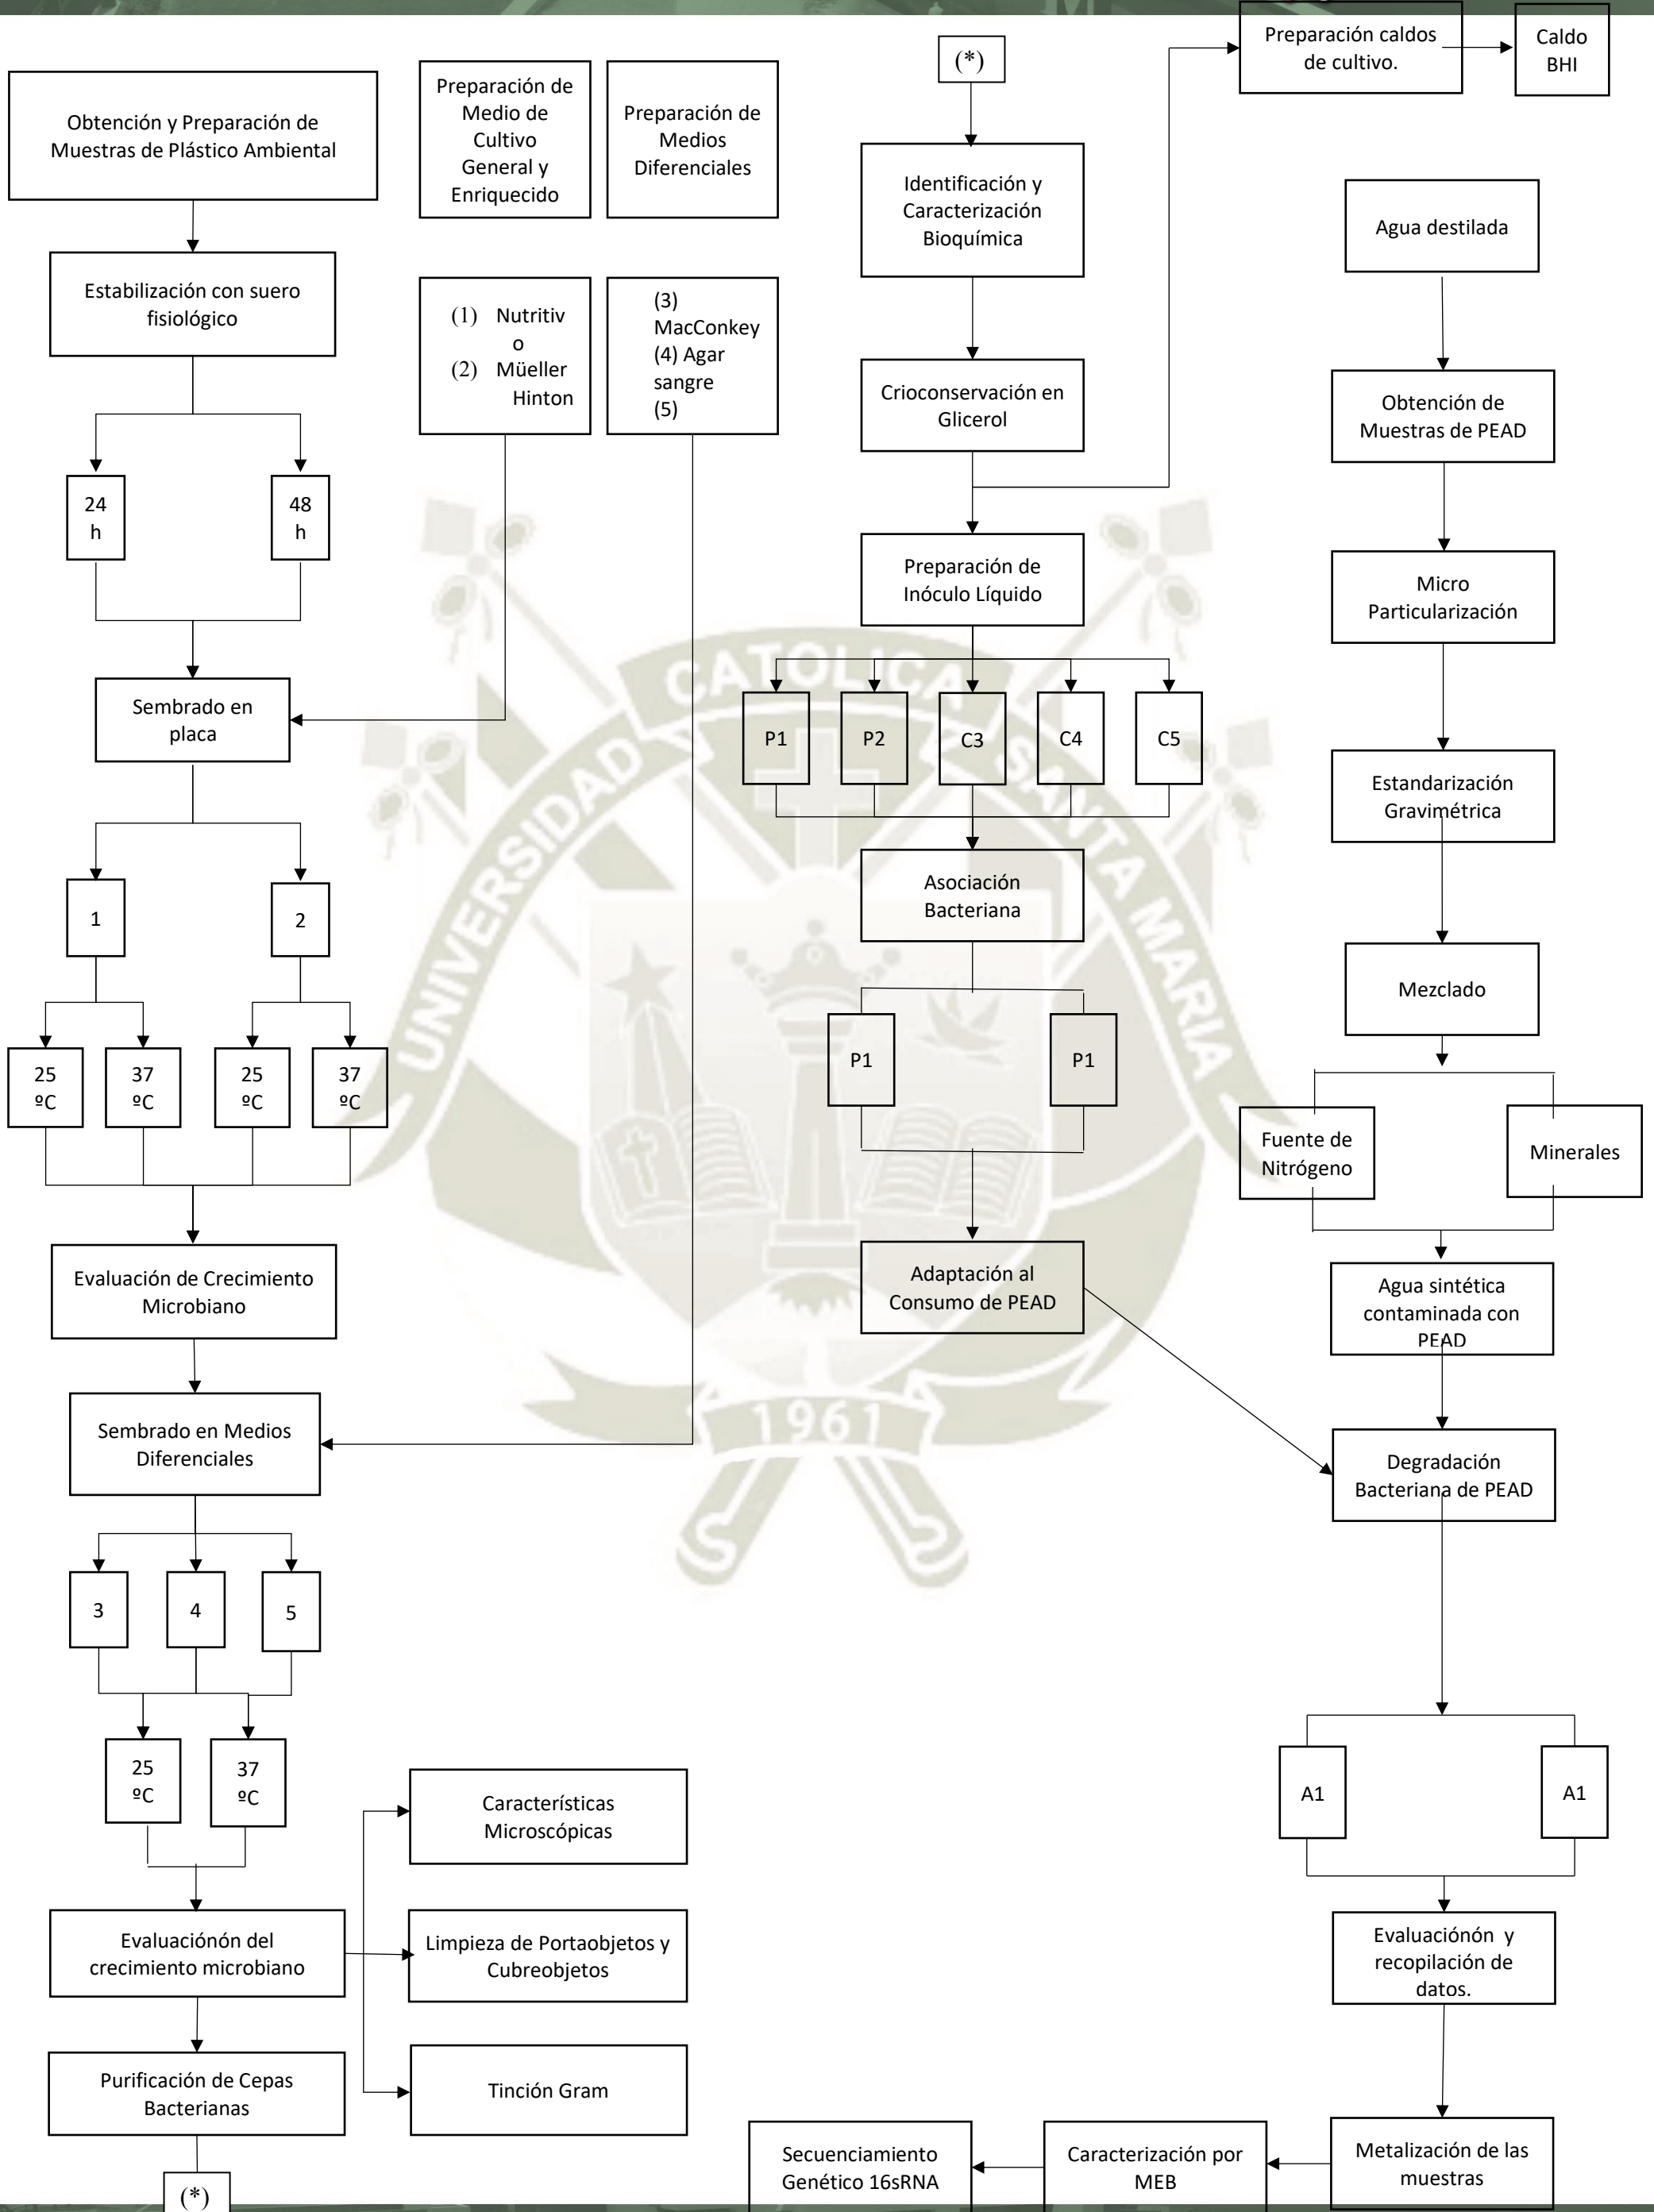 Obtención y Preparación de
Muestras de Plástico Ambiental
Estabilización con suero
fisiológico
24
h
48
h
Sembrado en
placa
1
2
25
ºC
37
ºC
25
ºC
37
ºC
Evaluación de Crecimiento
Microbiano
Sembrado en Medios
Diferenciales
3
4
5
25
ºC
37
ºC
Evaluaciónón del
crecimiento microbiano
Purificación de Cepas
Bacterianas
(*)
Preparación de
Medio de
Cultivo
General y
Enriquecido
Preparación de
Medios
Diferenciales
(1) Nutritiv
o
(2) Müeller
Hinton
(3)
MacConkey
(4) Agar
sangre
(5)
Características
Microscópicas
Limpieza de Portaobjetos y
Cubreobjetos
Tinción Gram
(*)
Identificación y
Caracterización
Bioquímica
Crioconservación en
Glicerol
Preparación de
Inóculo Líquido
P1
P2
C3
C4
C5
Asociación
Bacteriana
P1
P1
Adaptación al
Consumo de PEAD
Preparación caldos
de cultivo.
Caldo
BHI
Agua destilada
Obtención de
Muestras de PEAD
Micro
Particularización
Estandarización
Gravimétrica
Mezclado
Fuente de
Nitrógeno
Minerales
Agua sintética
contaminada con
PEAD
Degradación
Bacteriana de PEAD
A1
A1
Evaluaciónón y
recopilación de
datos.
Metalización de las
muestras
Caracterización por
MEB
Secuenciamiento
Genético 16sRNA
UNIVERSIDAD CATOLICA SANTA MARIA
1961